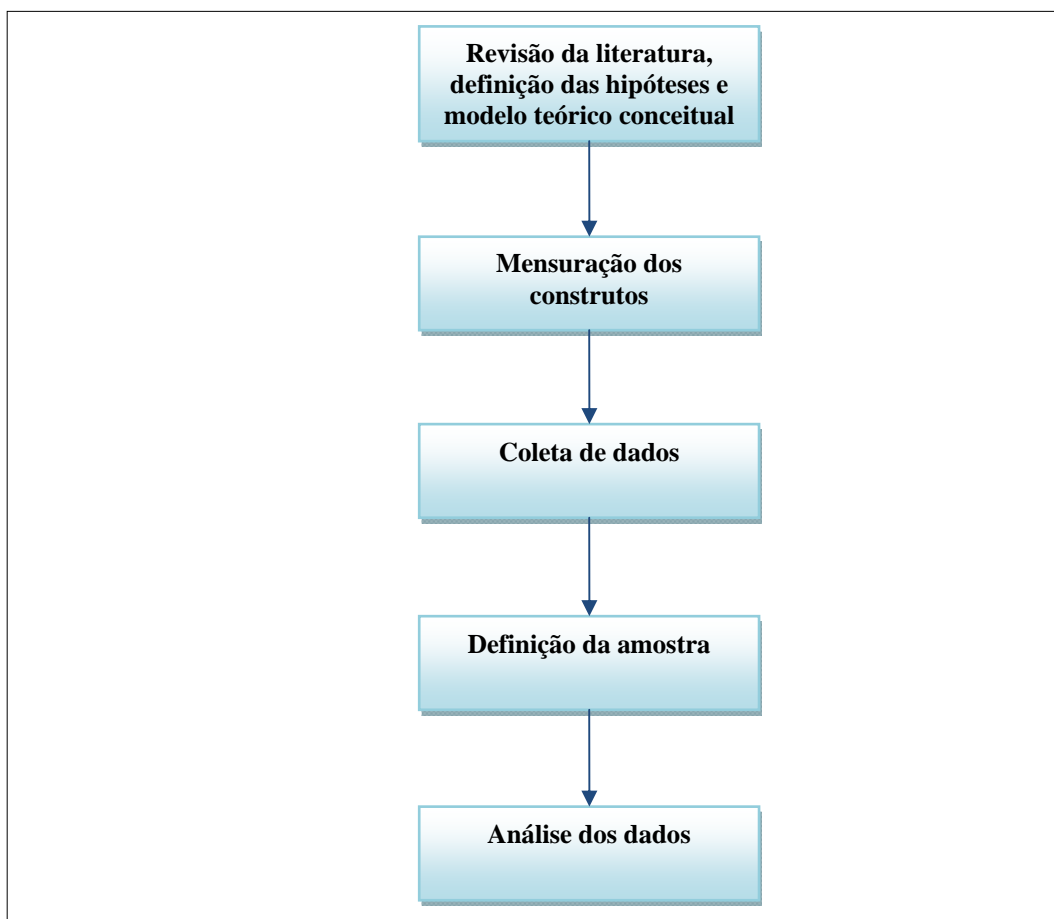 Revisão da literatura,
definição das hipóteses e
modelo teórico conceitual
Mensuração dos
construtos
Coleta de dados
Definição da amostra
Análise dos dados